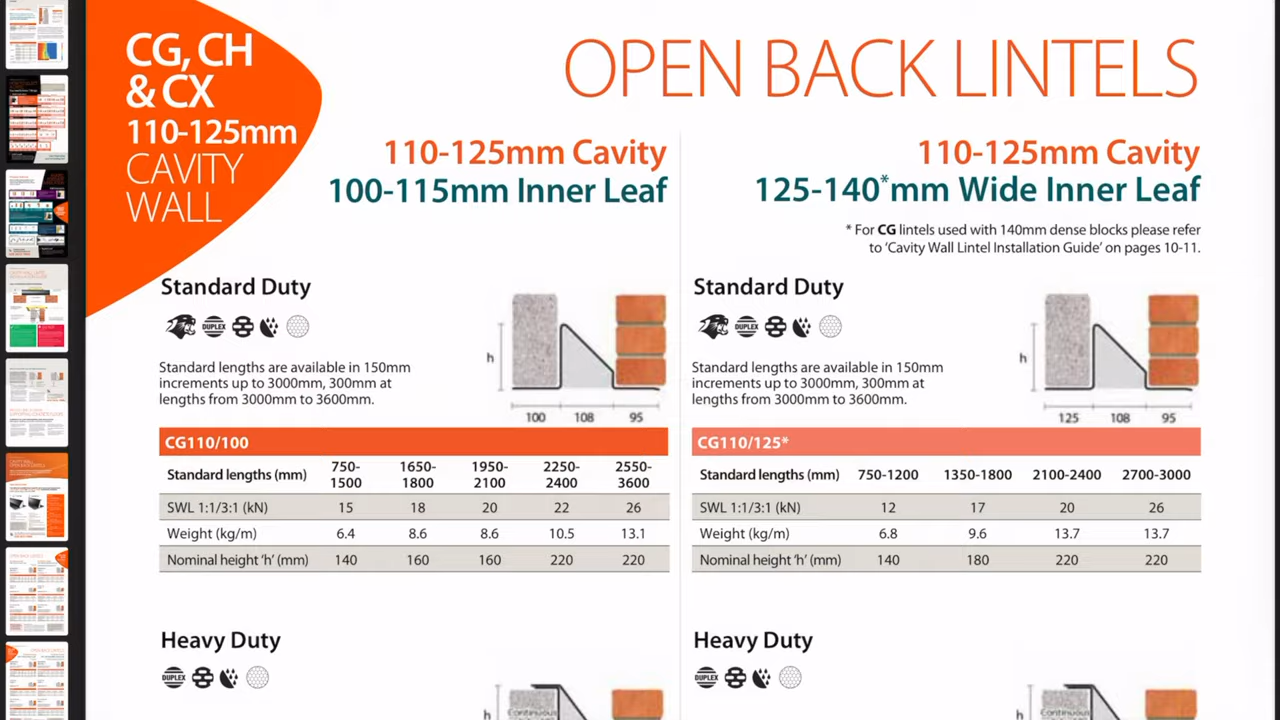 CG, CH
& CX
110-125mm
CAVITY
WALL
OPEN BACK LINTELS
110-125mm Cavity
100-115mm Inner Leaf
110-125mm Cavity
125-140*mm Wide Inner Leaf
* For CG lintels used with 140mm dense blocks please refer
to 'Cavity Wall Lintel Installation Guide' on pages 10-11.
Standard Duty
DUPLEX
Standard lengths are available in 150mm
increments up to 3000mm, 300mm at
lengths from 3000mm to 3600mm.
h
100 108 95
CG110/100
Standard lengths (mm) 750-1500 1650-1800 1950-2100 2250-2400 2550-3600
SWL 1:1/3:1 (kN) 15 18 20 22 26
Weight (kg/m) 6.4 8.6 8.6 10.5 13.1
Nominal height 'h' (mm) 140 160 160 220 220
Standard Duty
DUPLEX
Standard lengths are available in 150mm
increments up to 3000mm, 300mm at
lengths from 3000mm to 3600mm.
h
125 108 95
CG110/125*
Standard lengths (mm) 750-1200 1350-1800 2100-2400 2700-3000
SWL 1:1/3:1 (kN) 12 17 20 26
Weight (kg/m) 6.8 9.6 13.7 13.7
Nominal height 'h' (mm) 140 180 220 220
Heavy Duty
DUPLEX
h
Continuous
Heavy Duty
DUPLEX
h
Continuous